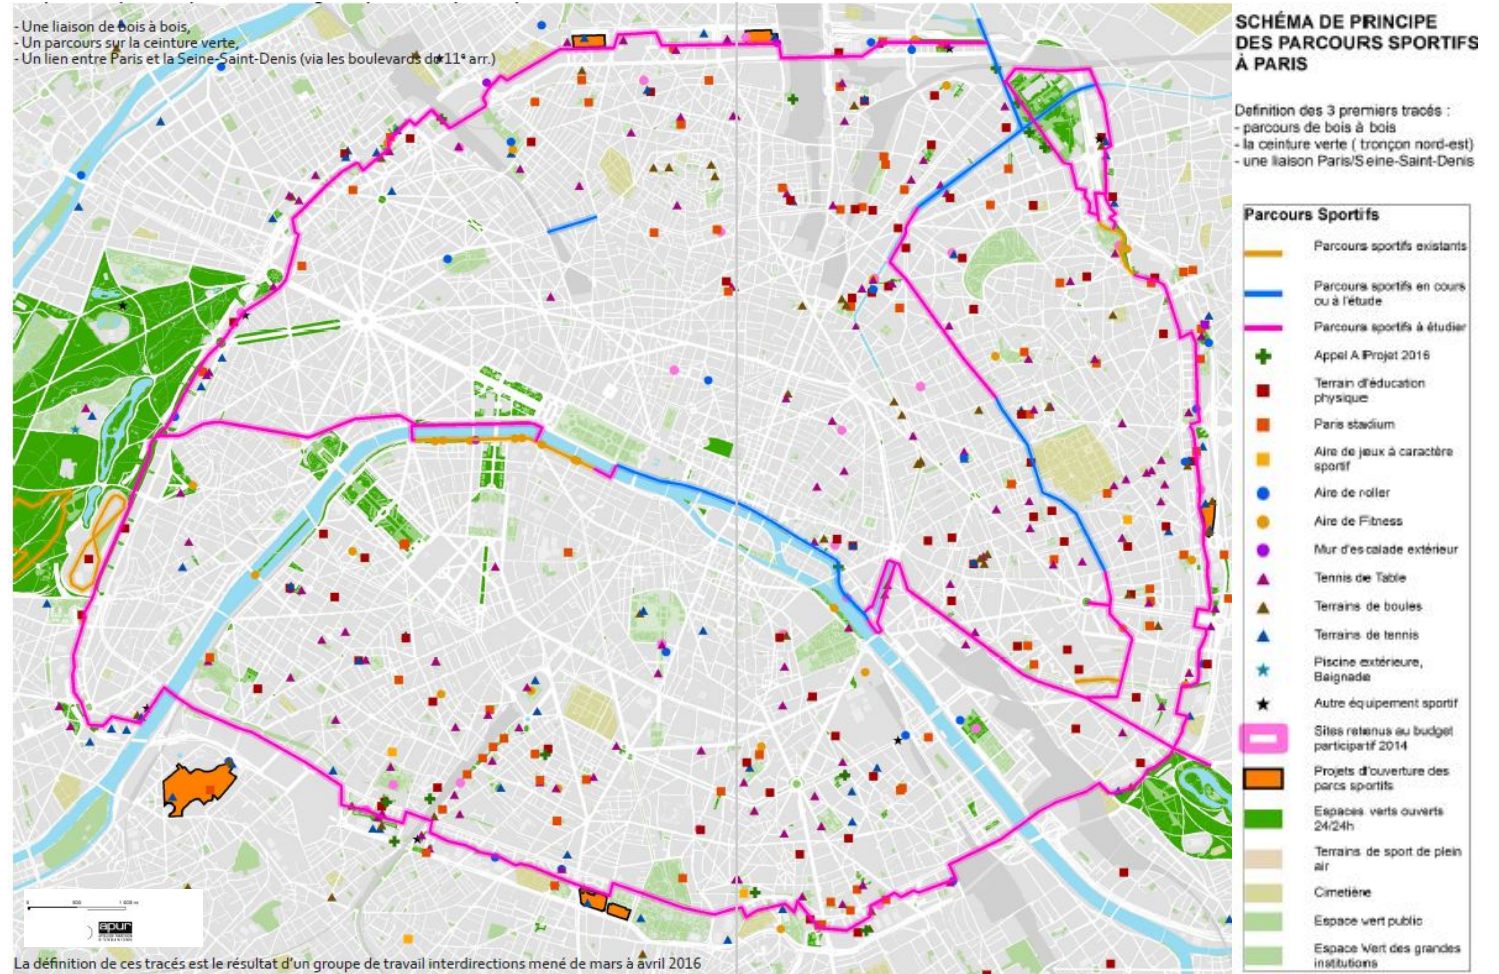 - Une liaison de bois à bois,
- Un parcours sur la ceinture verte,
- Un lien entre Paris et la Seine-Saint-Denis (via les boulevards du 11ᵉ arr.)
SCHÉMA DE PRINCIPE
DES PARCOURS SPORTIFS
À PARIS
Definition des 3 premiers tracés :
- parcours de bois à bois
- la ceinture verte ( tronçon nord-est)
- une liaison Paris/Seine-Saint-Denis
Parcours Sportifs
Parcours sportifs existants
Parcours sportifs en cours
ou à l'étude
Parcours sportifs à étudier
Appel A Projet 2016
Terrain d'éducation
physique
Paris stadium
Aire de jeux à caractère
sportif
Aire de roller
Aire de Fitness
Mur d'escalade extérieur
Tennis de Table
Terrains de boules
Terrains de tennis
Piscine extérieure,
Baignade
Autre équipement sportif
Sites retenus au budget
participatif 2014
Projets d'ouverture des
parcs sportifs
Espaces verts ouverts
24/24h
Terrains de sport de plein
air
Cimetière
Espace vert public
Espace Vert des grandes
institutions
apur
La définition de ces tracés est le résultat d'un groupe de travail interdirections mené de mars à avril 2016